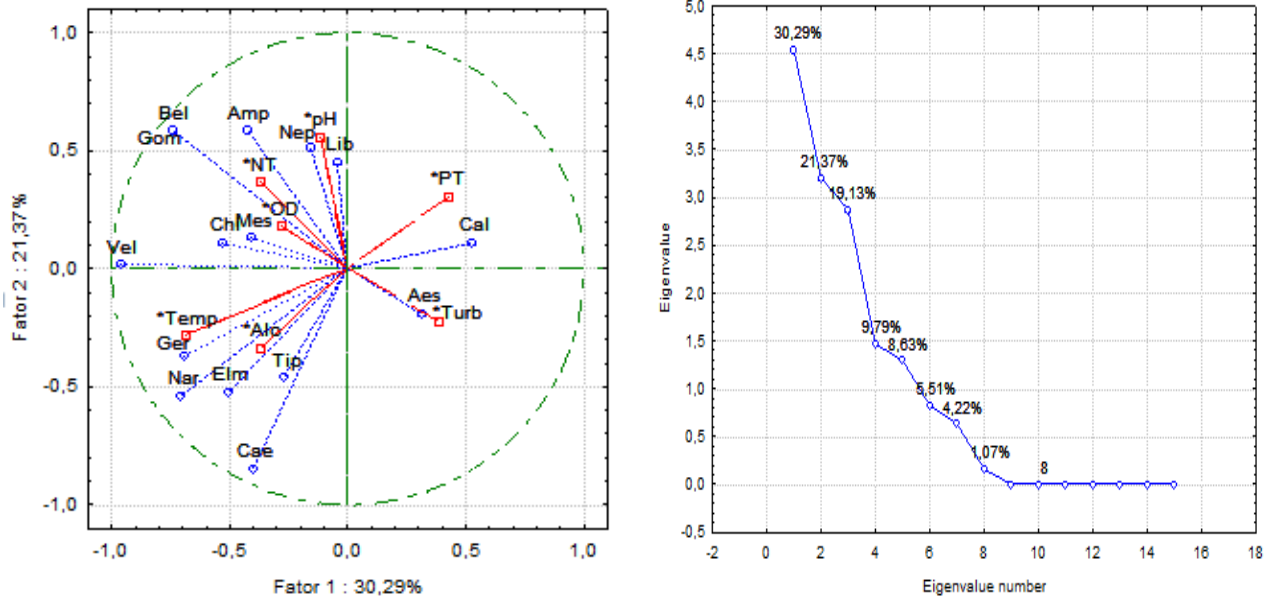 1,0
0,5
0,0
-0,5
-1,0
Fator 2 : 21,37%
Bel
Amp
*pH
Gom
Nep
Lib
*NT
*PT
*OD
Chi
Mes
Cal
Vel
Aes
*Turb
*Temp
*Alc
Ger
Tip
Nar
Elm
Cae
-1,0 -0,5 0,0 0,5 1,0
Fator 1 : 30,29%
5,0
4,5
4,0
3,5
3,0
2,5
2,0
1,5
1,0
0,5
0,0
-0,5
Eigenvalue
30,29%
21,37%
19,13%
9,79%
8,63%
5,51%
4,22%
1,07%
8
-2 0 2 4 6 8 10 12 14 16 18
Eigenvalue number